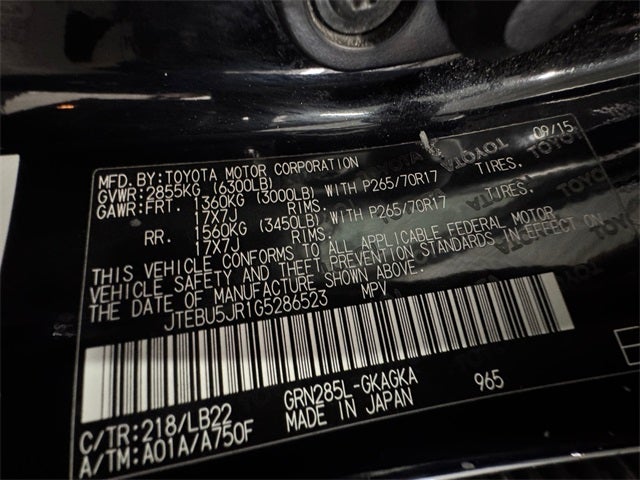 MFD.BY:TOYOTA MOTOR CORPORATION 09/15
GVWR:2855KG (6300LB)
GAWR:FRT. 1360KG (3000LB) WITH P265/70R17 TIRES.
17X7J RIMS
RR. 1560KG (3450LB) WITH P265/70R17 TIRES.
17X7J RIMS
THIS VEHICLE CONFORMS TO ALL APPLICABLE FEDERAL MOTOR
VEHICLE SAFETY AND THEFT PREVENTION STANDARDS IN EFFECT ON
THE DATE OF MANUFACTURE SHOWN ABOVE.
JTEBU5JR1G5286523 MPV
C/TR:218/LB22 GRN285L-GKAGKA 965
A/TM:A01A/A750F MADE IN JAPAN